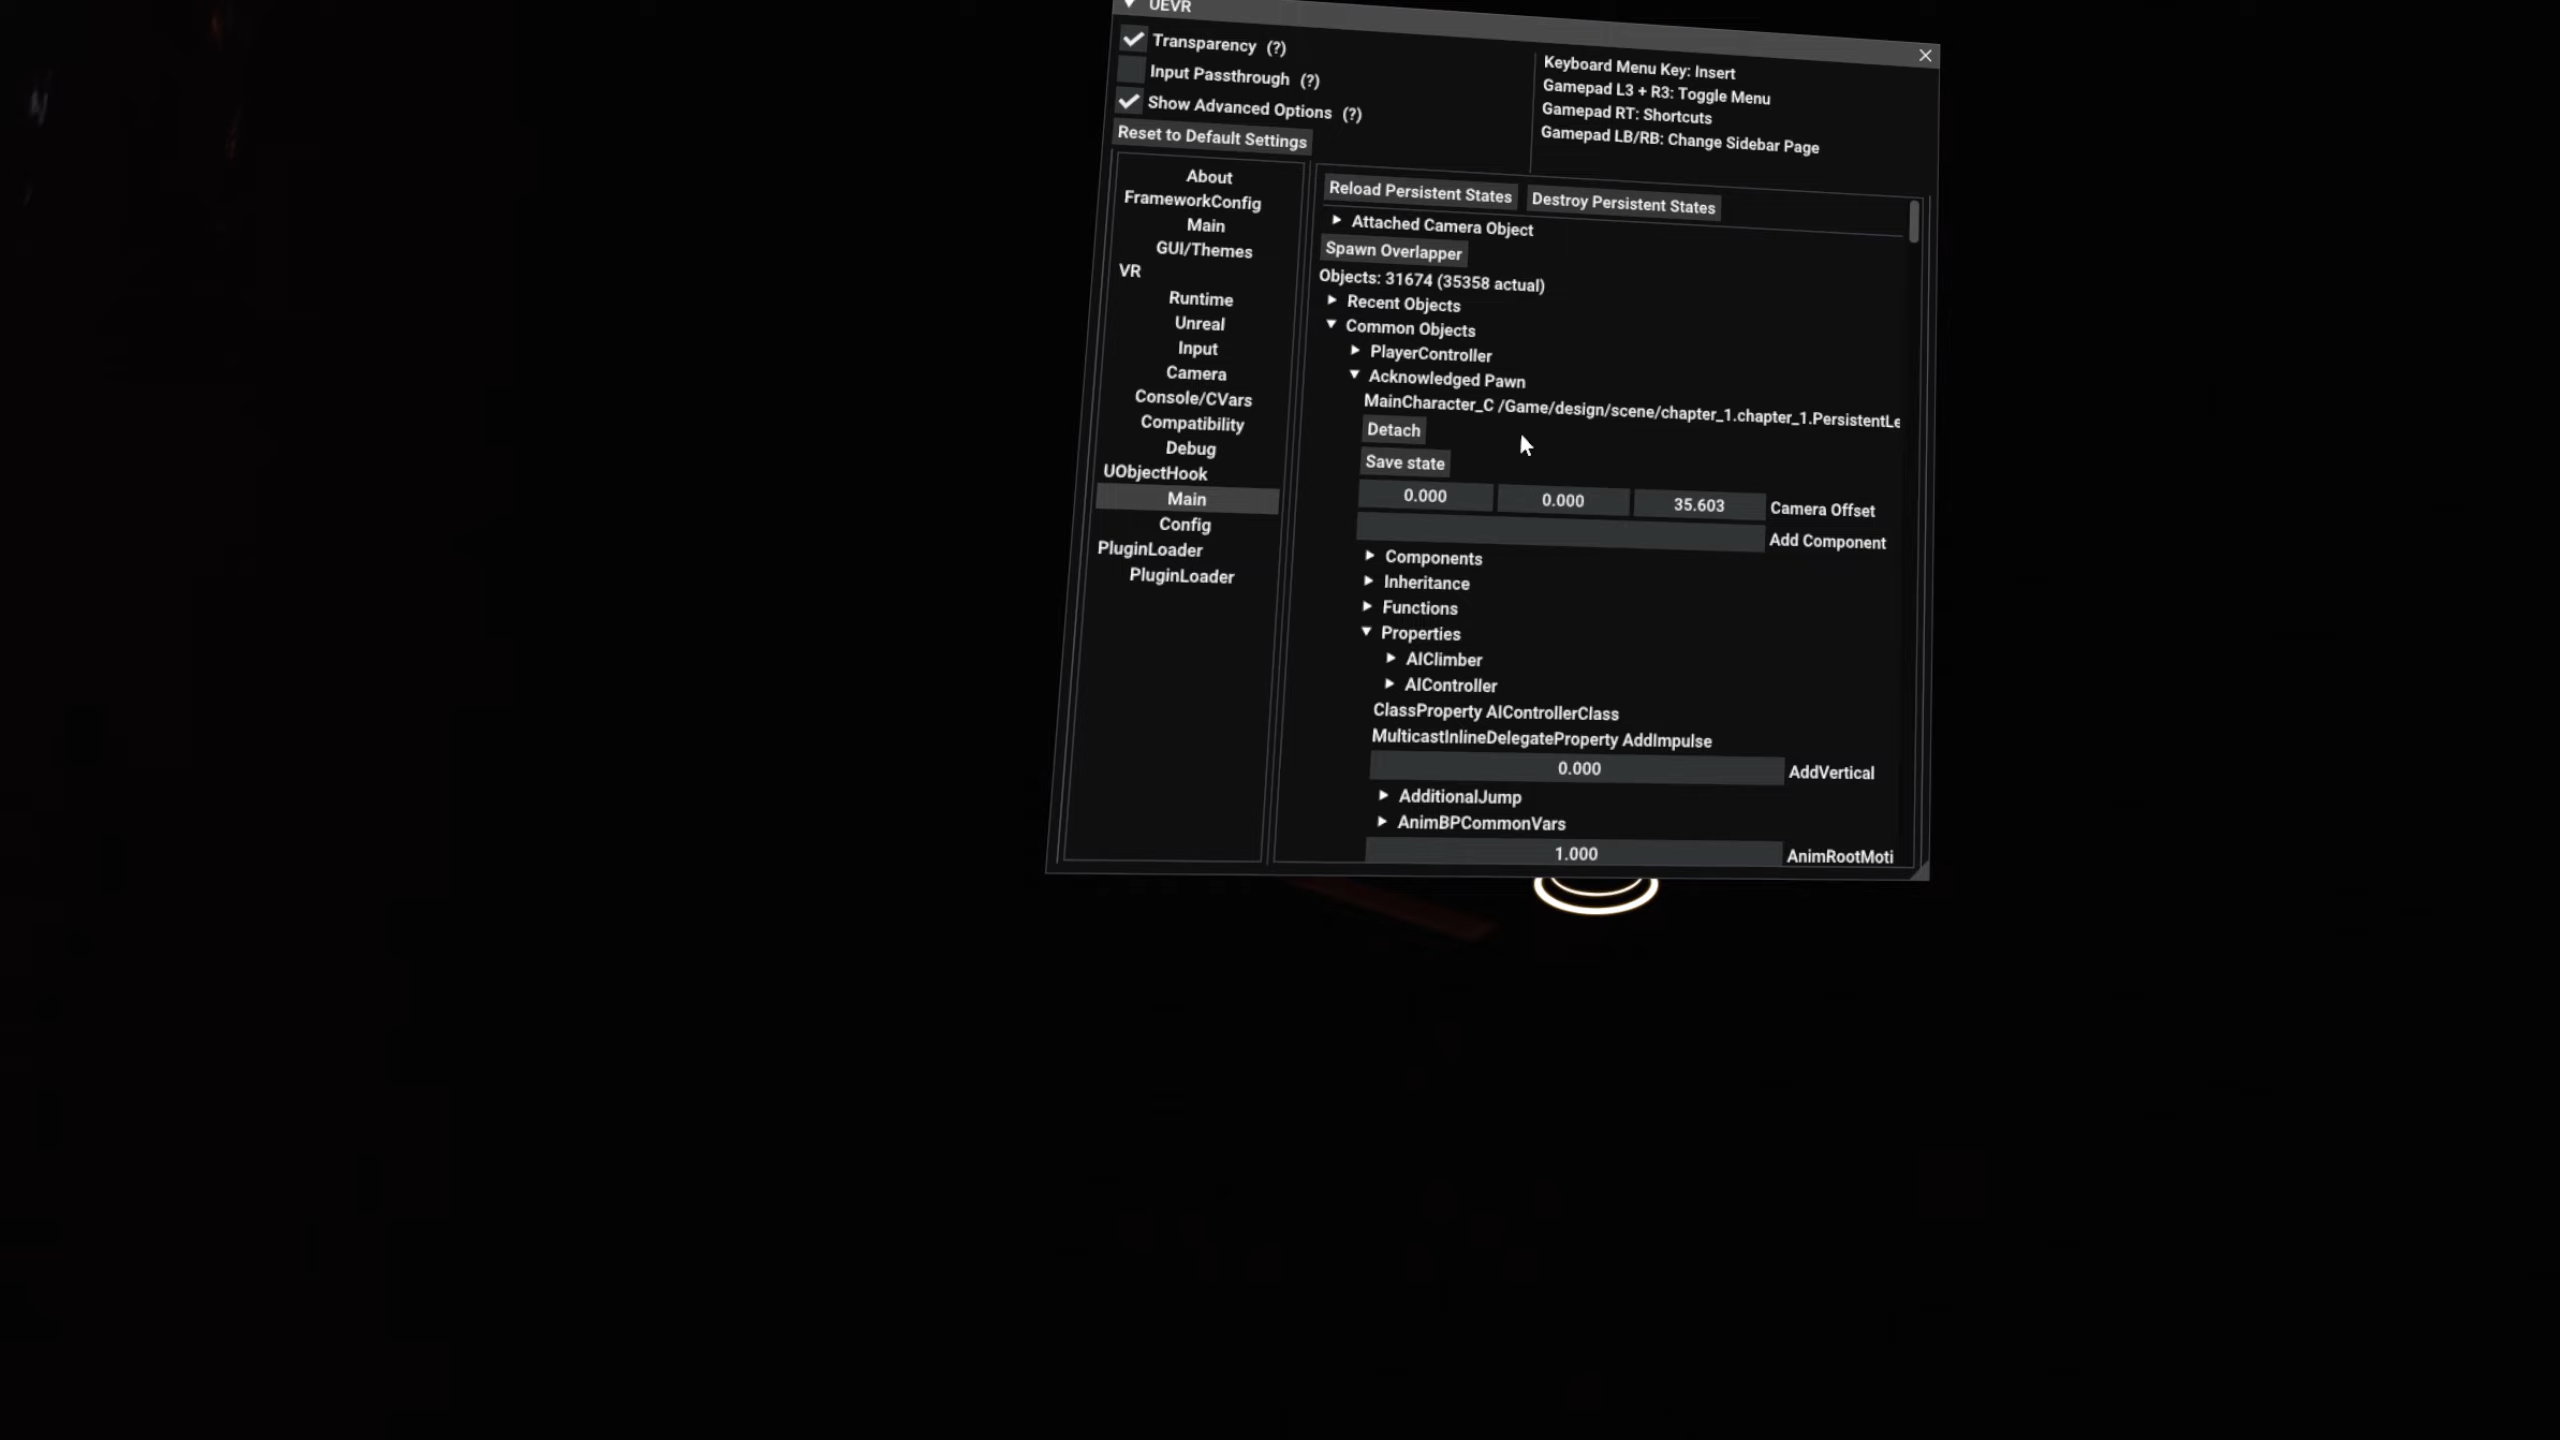 UEVR
Transparency (?)
Input Passthrough (?)
Show Advanced Options (?)
Reset to Default Settings
Keyboard Menu Key: Insert
Gamepad L3 + R3: Toggle Menu
Gamepad RT: Shortcuts
Gamepad LB/RB: Change Sidebar Page
About
FrameworkConfig
Main
GUI/Themes
VR
Runtime
Unreal
Input
Camera
Console/CVars
Compatibility
Debug
UObjectHook
Main
Config
PluginLoader
PluginLoader
Reload Persistent States Destroy Persistent States
Attached Camera Object
Spawn Overlapper
Objects: 31674 (35358 actual)
Recent Objects
Common Objects
PlayerController
Acknowledged Pawn
MainCharacter_C /Game/design/scene/chapter_1.chapter_1.PersistentLe
Detach
Save state
0.000 0.000 35.603 Camera Offset
Add Component
Components
Inheritance
Functions
Properties
AIClimber
AIController
ClassProperty AIControllerClass
MulticastInlineDelegateProperty AddImpulse
0.000 AddVertical
AdditionalJump
AnimBPCommonVars
1.000 AnimRootMoti